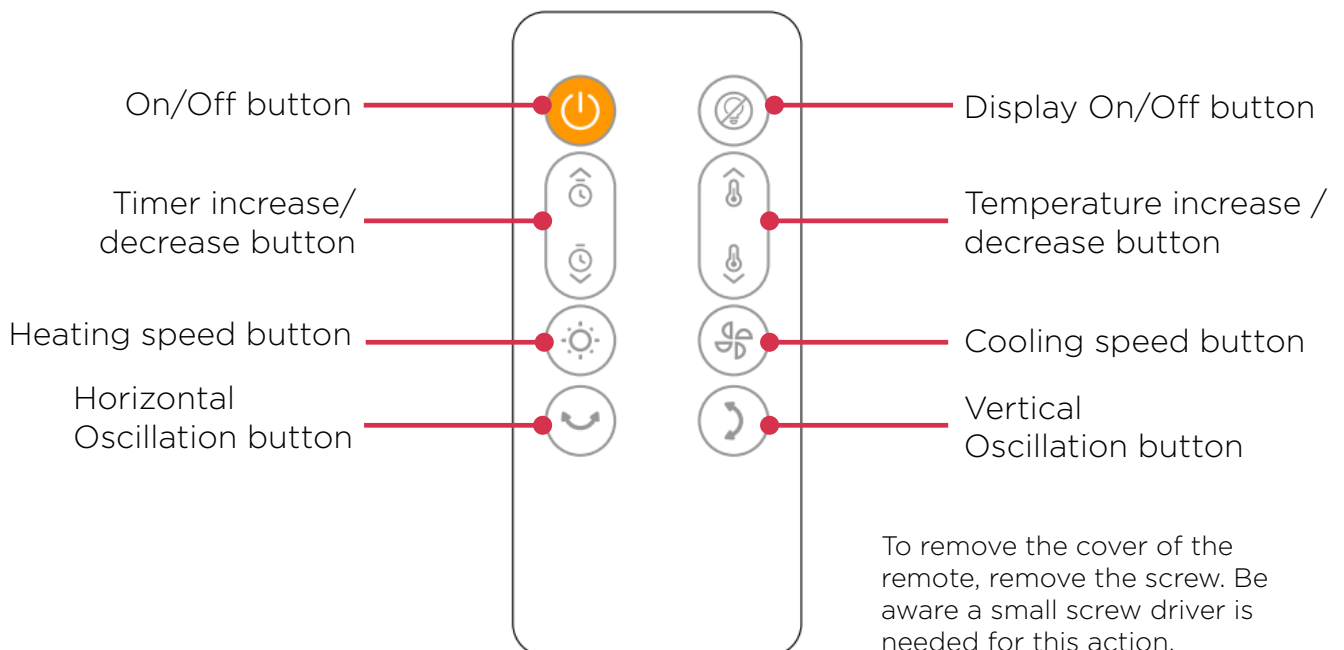 On/Off button
Display On/Off button
Timer increase/
decrease button
Temperature increase /
decrease button
Heating speed button
Cooling speed button
Horizontal
Oscillation button
Vertical
Oscillation button
To remove the cover of the
remote, remove the screw. Be
aware a small screw driver is
needed for this action.